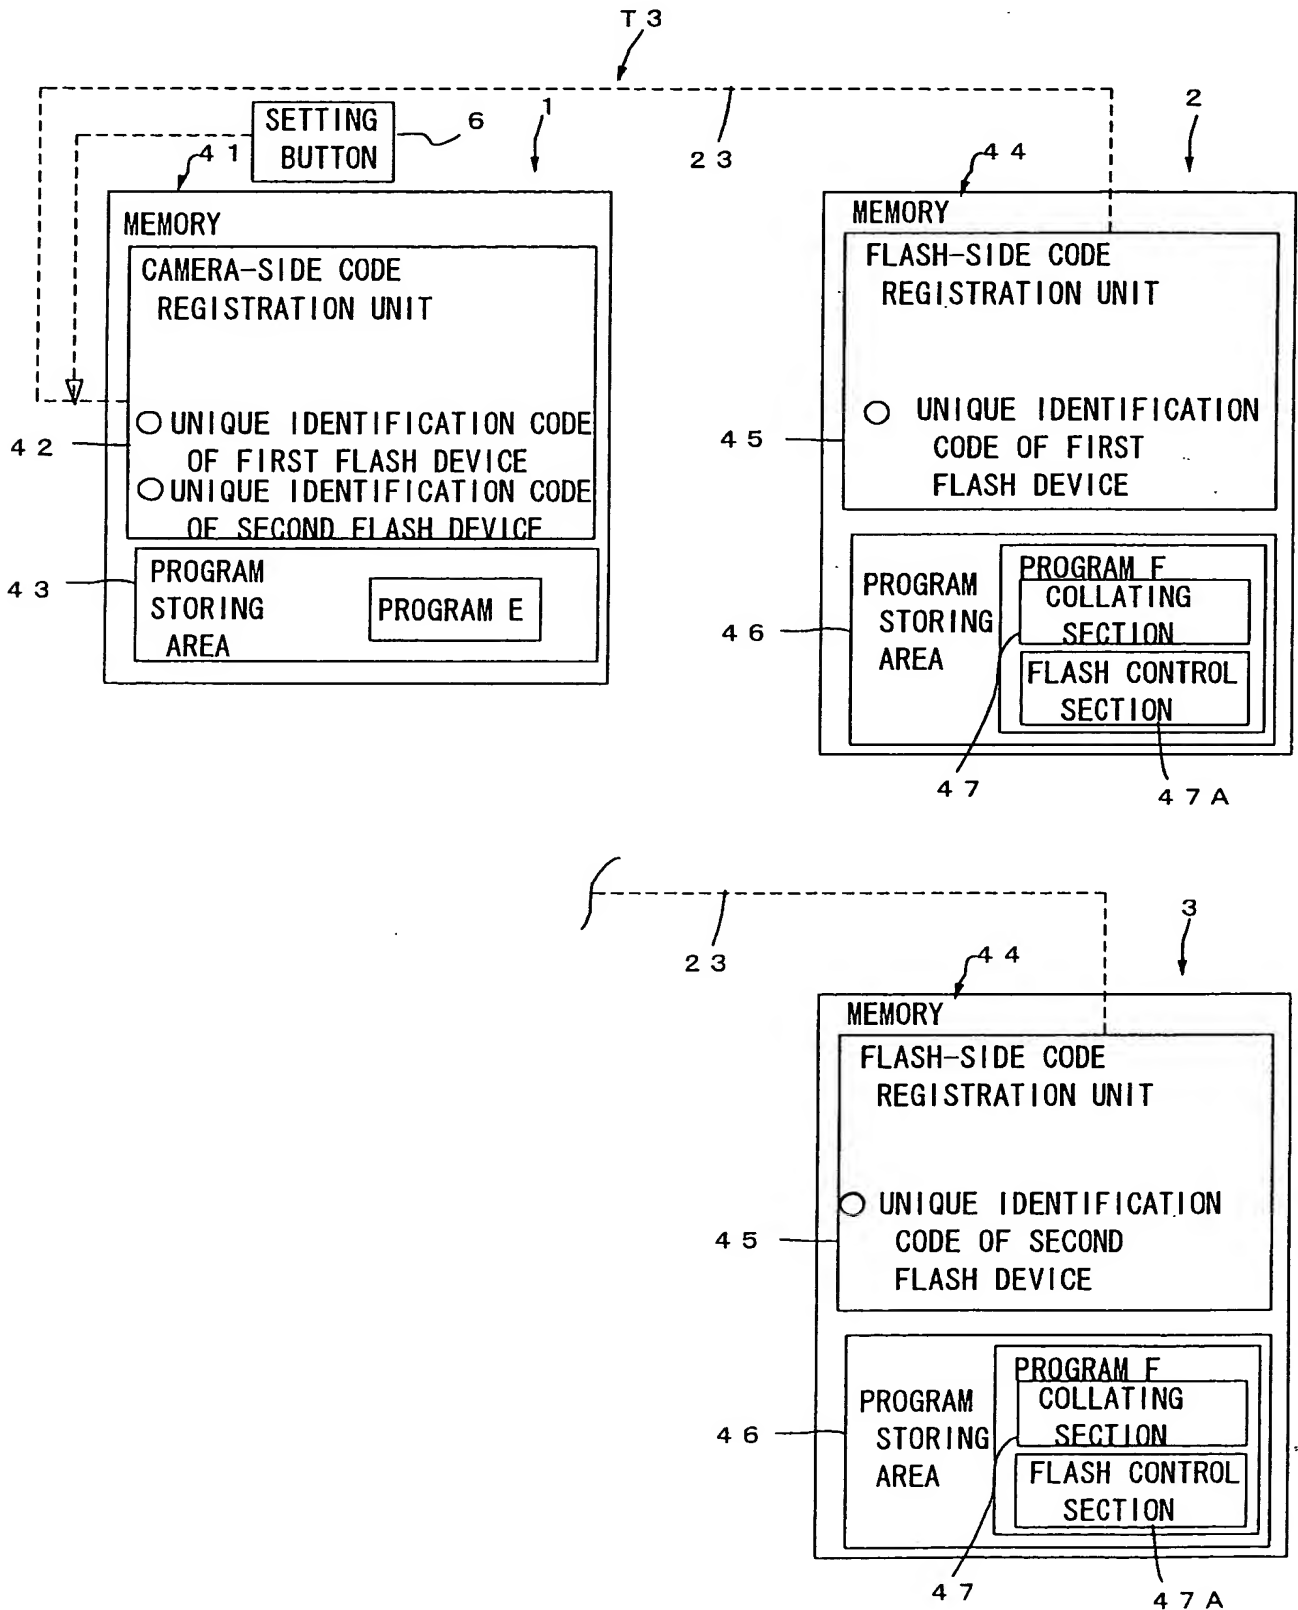 T3
SETTING
BUTTON
6
1
2
23
41
44
MEMORY
CAMERA-SIDE CODE
REGISTRATION UNIT
42
○ UNIQUE IDENTIFICATION CODE
OF FIRST FLASH DEVICE
○ UNIQUE IDENTIFICATION CODE
OF SECOND FLASH DEVICE
43
PROGRAM
STORING
AREA
PROGRAM E
MEMORY
FLASH-SIDE CODE
REGISTRATION UNIT
45
○ UNIQUE IDENTIFICATION
CODE OF FIRST
FLASH DEVICE
46
PROGRAM
STORING
AREA
PROGRAM F
COLLATING
SECTION
FLASH CONTROL
SECTION
47
47A
23
44
3
MEMORY
FLASH-SIDE CODE
REGISTRATION UNIT
45
○ UNIQUE IDENTIFICATION
CODE OF SECOND
FLASH DEVICE
46
PROGRAM
STORING
AREA
PROGRAM F
COLLATING
SECTION
FLASH CONTROL
SECTION
47
47A